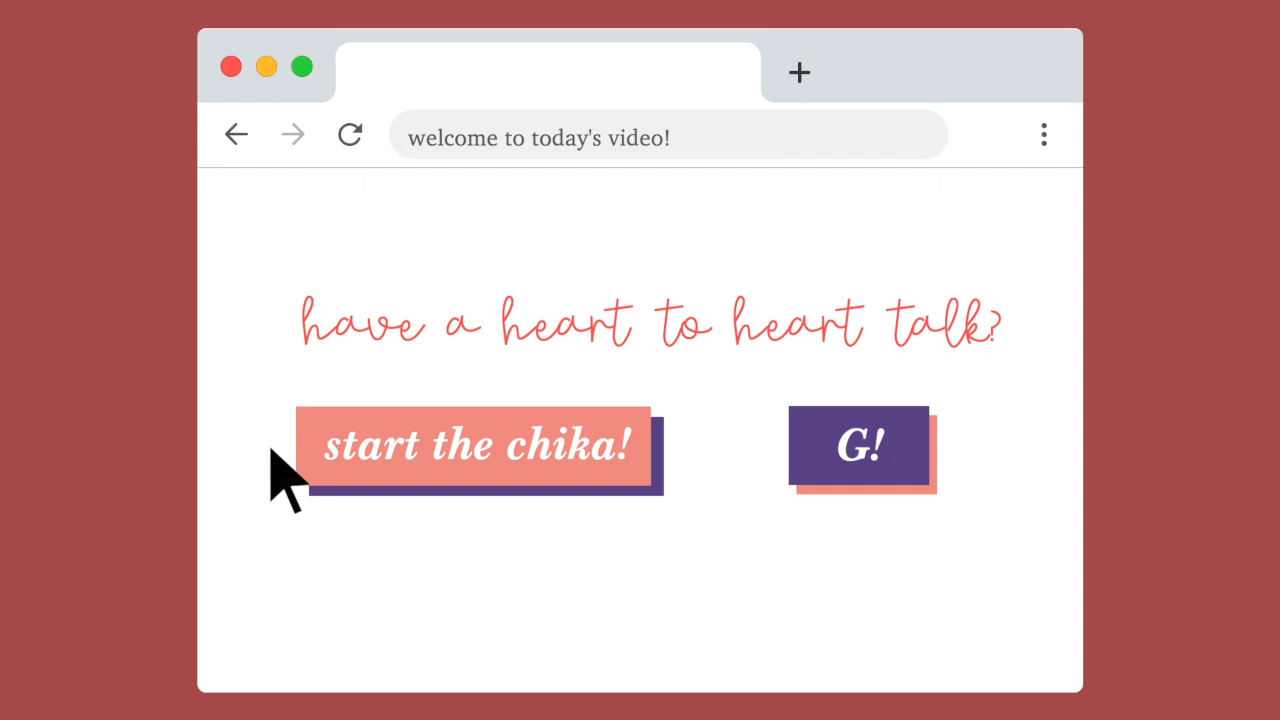 welcome to today's video!
have a heart to heart talk?
start the chika!
G!